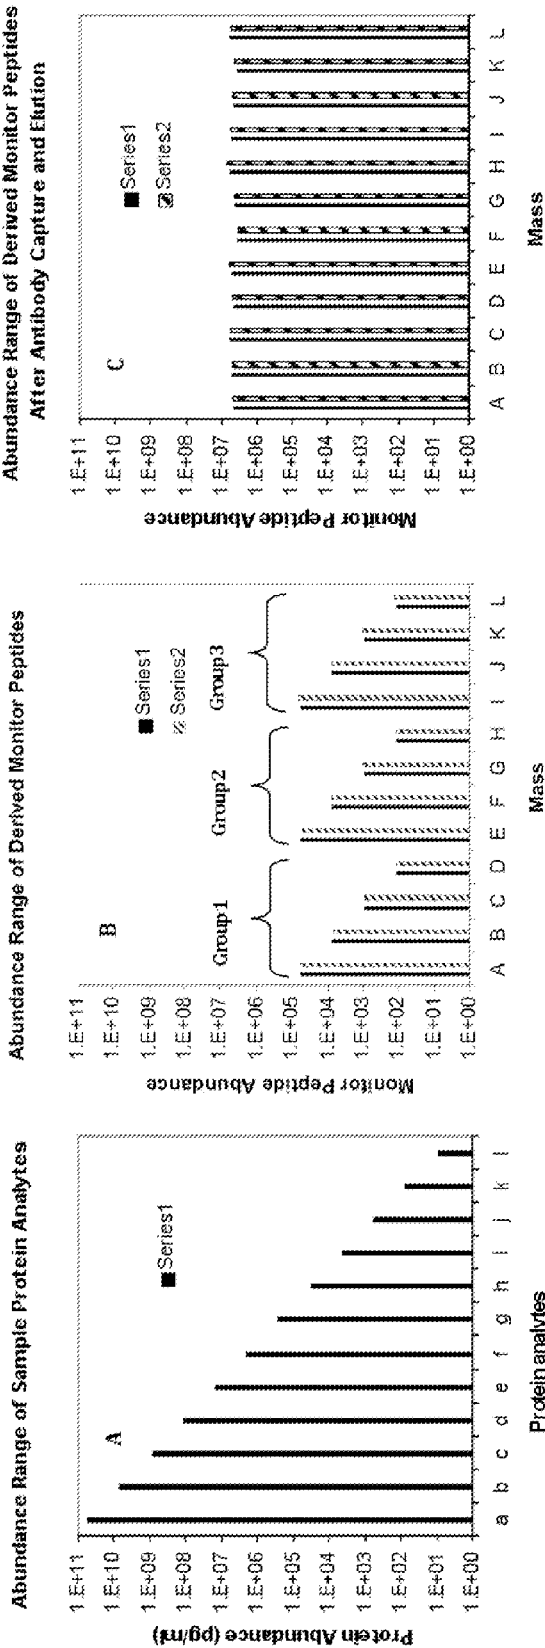 Abundance Range of Sample Protein Analytes
Protein Abundance (pg/ml)
1.E+11
1.E+10
1.E+09
1.E+08
1.E+07
1.E+06
1.E+05
1.E+04
1.E+03
1.E+02
1.E+01
1.E+00
A
Series1
a b c d e f g h i j k l
Protein analytes
Abundance Range of Derived Monitor Peptides
Monitor Peptide Abundance
1.E+11
1.E+10
1.E+09
1.E+08
1.E+07
1.E+06
1.E+05
1.E+04
1.E+03
1.E+02
1.E+01
1.E+00
B
Series1
Series2
Group1 Group2 Group3
A B C D E F G H I J K L
Mass
Abundance Range of Derived Monitor Peptides
After Antibody Capture and Elution
Monitor Peptide Abundance
1.E+11
1.E+10
1.E+09
1.E+08
1.E+07
1.E+06
1.E+05
1.E+04
1.E+03
1.E+02
1.E+01
1.E+00
C
Series1
Series2
A B C D E F G H I J K L
Mass